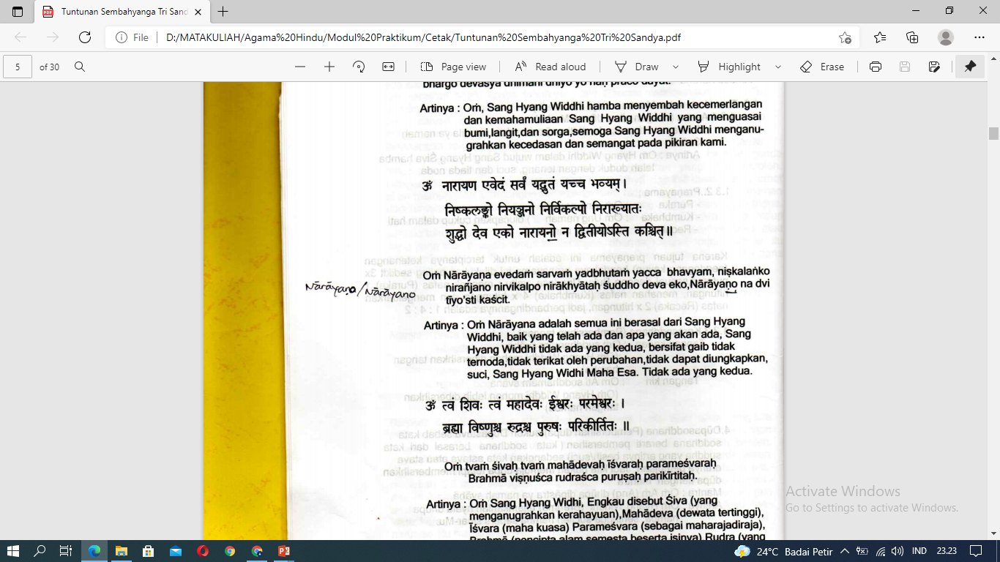 Tuntunan Sembahyanga Tri Sand
File
D:/MATAKULIAH/Agama%20Hindu/Modul%20Praktikum/Cetak/Tuntunan%20Sembahyanga%20Tri%20Sandya.pdf
5 of 30
Page view
Read aloud
Draw
Highlight
Erase
bhargo devasya dhimahi dhiyo yo naḥ praco dayat.
Artinya : Oṁ, Sang Hyang Widdhi hamba menyembah kecemerlangan
dan kemahamuliaan Sang Hyang Widdhi yang menguasai
bumi,langit,dan sorga,semoga Sang Hyang Widdhi menganu-
grahkan kecedasan dan semangat pada pikiran kami.
ॐ नारायण एवेदं सर्वं यद्भुतं यच्च भव्यम्।
निष्कलङ्को नियञ्जनो निर्विकल्पो निराख्यातः
शुद्धो देव एको नारायनो न द्वितीयोऽस्ति कश्चित्॥
Oṁ Nārāyaṇa evedaṁ sarvaṁ yadbhutaṁ yacca bhavyam, niṣkalaṅko
nirañjano nirvikalpo nirākhyātaḥ śuddho deva eko,Nārāyaṇo na dvi
tīyo'sti kaścit.
Nārāyaṇa/Nārāyano
Artinya : Oṁ Nārāyana adalah semua ini berasal dari Sang Hyang
Widdhi, baik yang telah ada dan apa yang akan ada, Sang
Hyang Widdhi tidak ada yang kedua, bersifat gaib tidak
ternoda,tidak terikat oleh perubahan,tidak dapat diungkapkan,
suci, Sang Hyang Widhi Maha Esa. Tidak ada yang kedua.
ॐ त्वं शिवः त्वं महादेवः ईश्वरः परमेश्वरः ।
ब्रह्मा विष्णुश्च रुद्रश्च पुरुषः परिकीर्तितः ॥
Oṁ tvaṁ śivaḥ tvaṁ mahādevaḥ īśvaraḥ parameśvaraḥ
Brahmā viṣṇuśca rudraśca puruṣaḥ parikīrtitaḥ.
Artinya : Oṁ Sang Hyang Widhi, Engkau disebut Śiva (yang
menganugrahkan kerahayuan),Mahādeva (dewata tertinggi),
Īśvara (maha kuasa) Parameśvara (sebagai maharajadiraja),
Brahmā (pencipta alam semesta beserta isinya) Rudra (yang
Activate Windows
Go to Settings to activate Windows.
24°C Badai Petir
IND
23.23